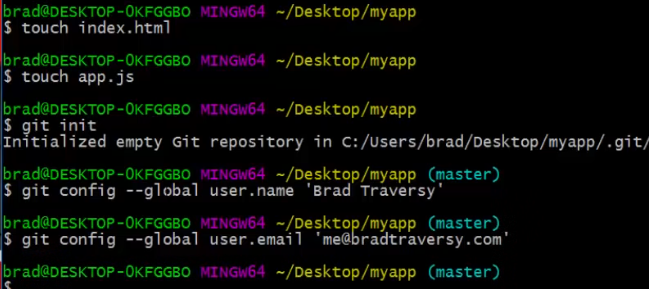 brad@DESKTOP-0KFGGBO MINGW64 ~/Desktop/myapp
$ touch index.html
brad@DESKTOP-0KFGGBO MINGW64 ~/Desktop/myapp
$ touch app.js
brad@DESKTOP-0KFGGBO MINGW64 ~/Desktop/myapp
$ git init
Initialized empty Git repository in C:/Users/brad/Desktop/myapp/.git/
brad@DESKTOP-0KFGGBO MINGW64 ~/Desktop/myapp (master)
$ git config --global user.name 'Brad Traversy'
brad@DESKTOP-0KFGGBO MINGW64 ~/Desktop/myapp (master)
$ git config --global user.email 'me@bradtraversy.com'
brad@DESKTOP-0KFGGBO MINGW64 ~/Desktop/myapp (master)
$